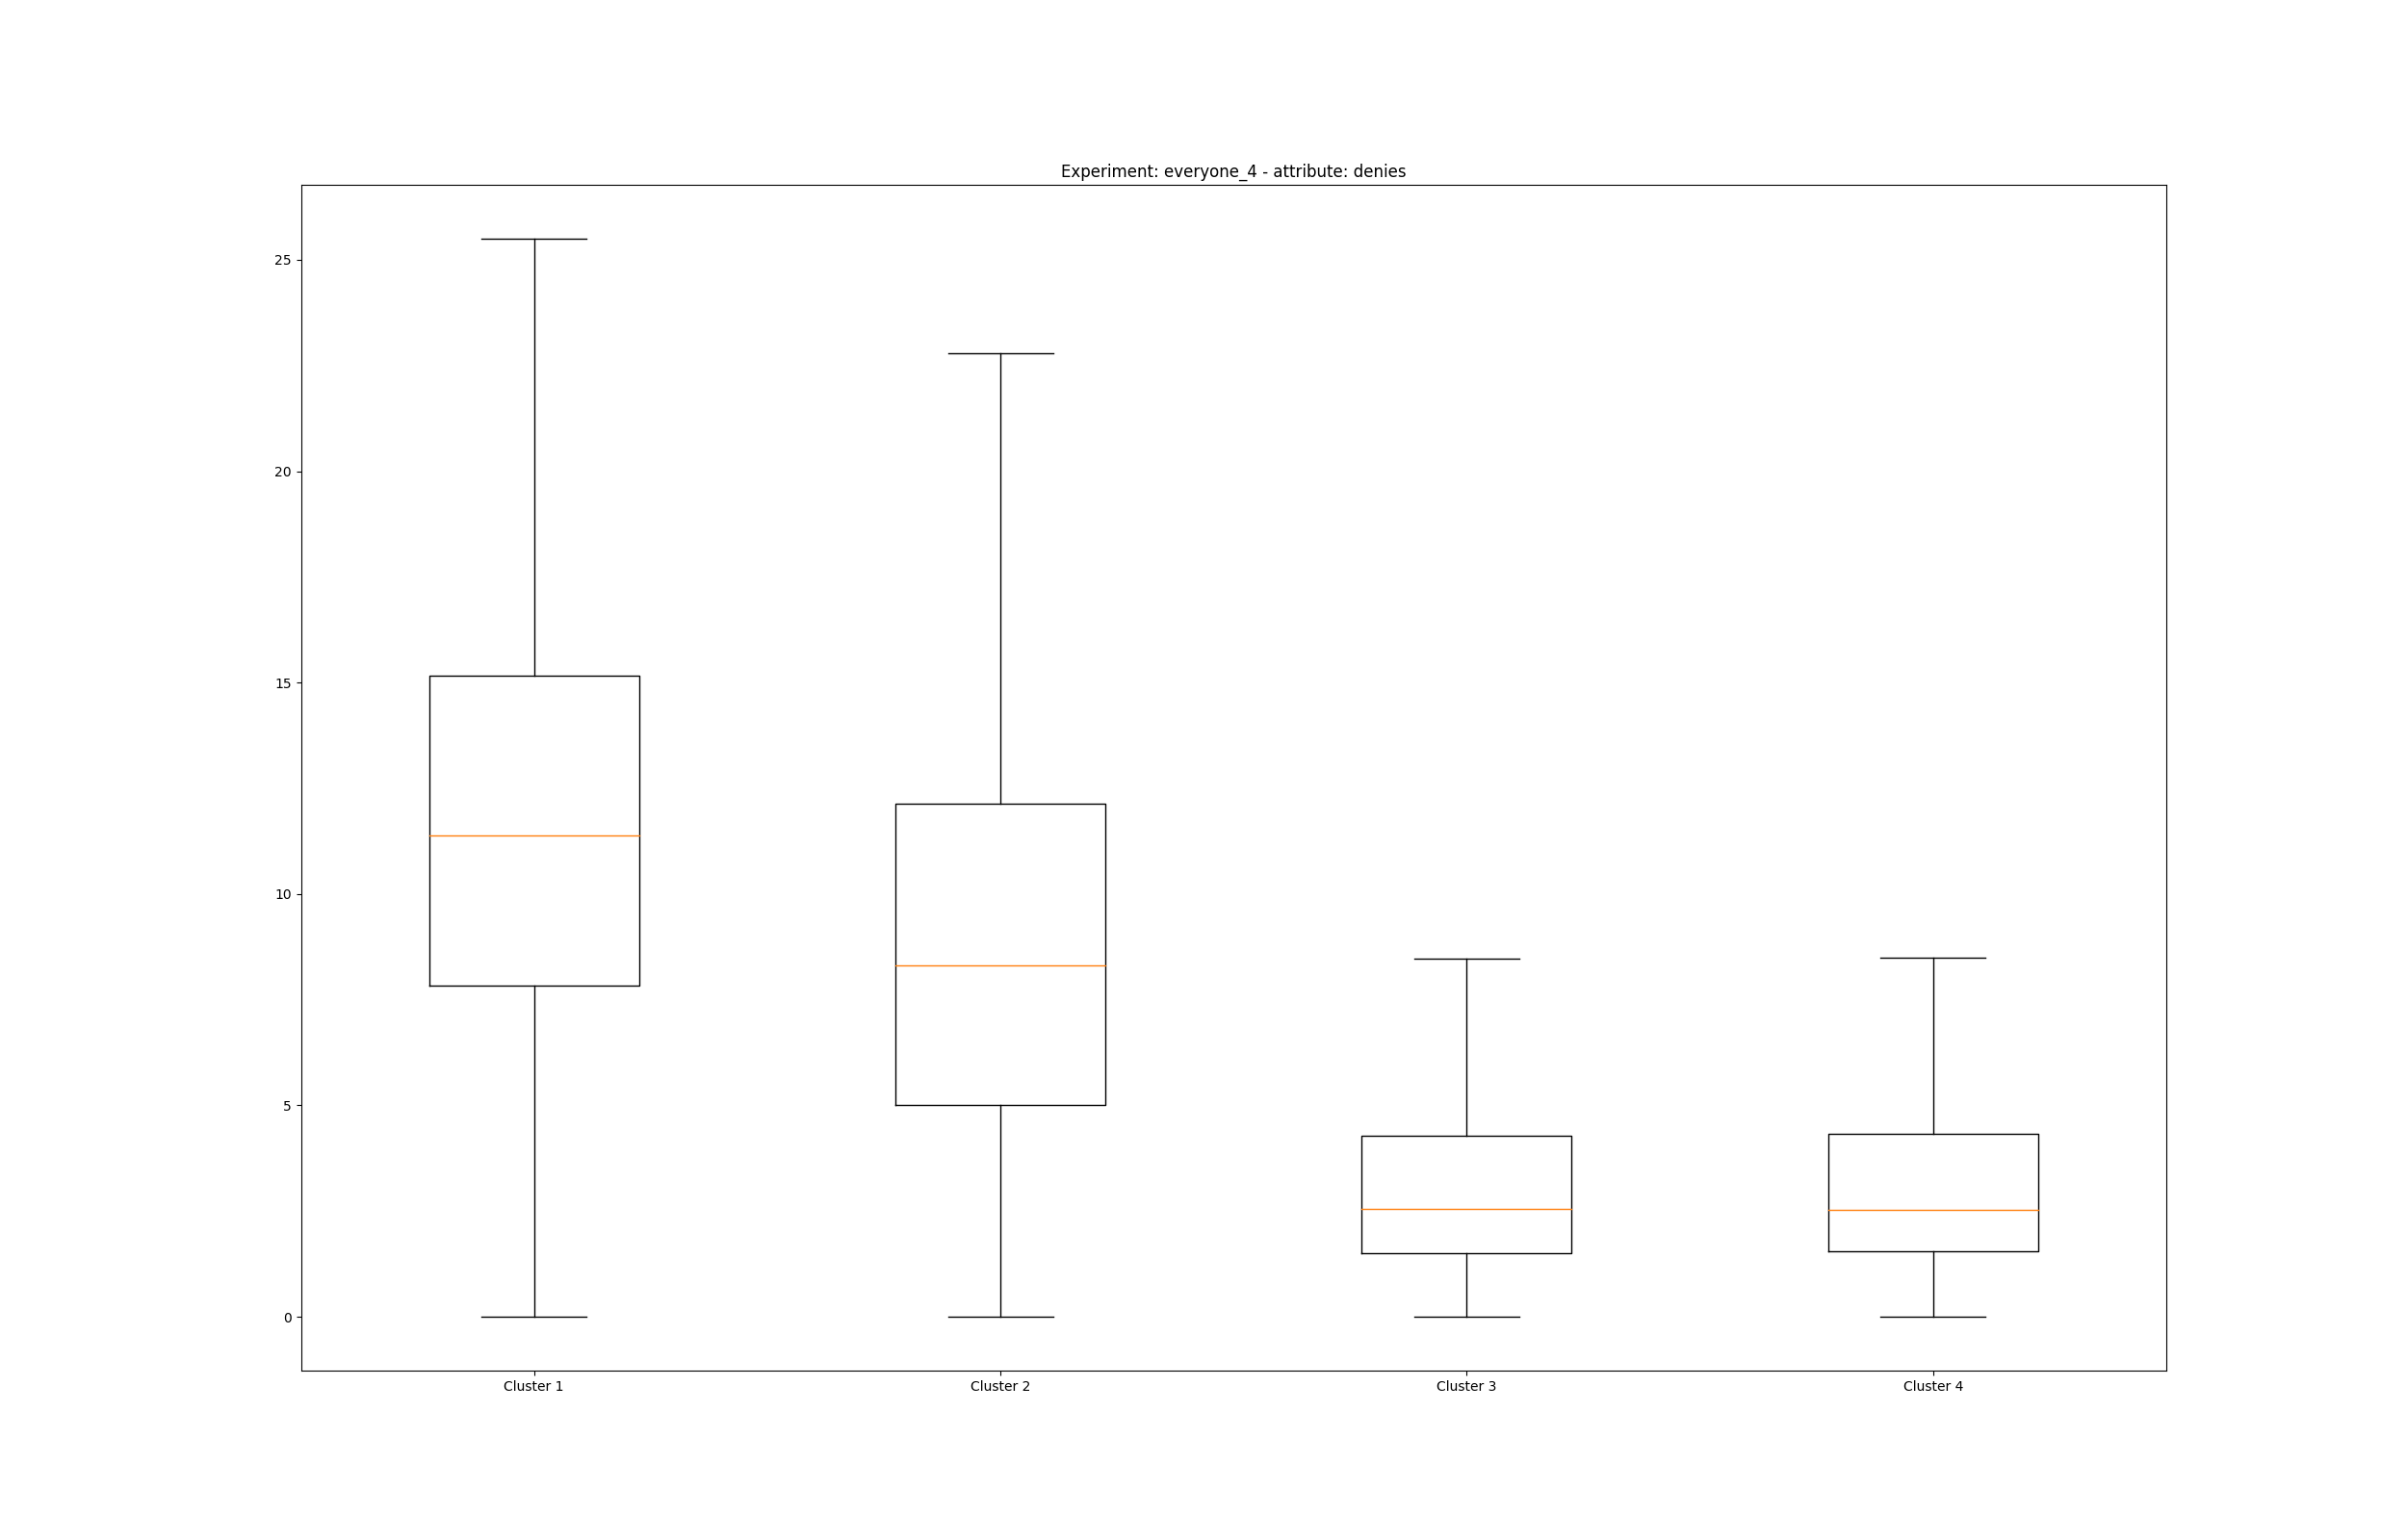 Experiment: everyone_4 - attribute: denies
25
20
15
10
5
0
Cluster 1
Cluster 2
Cluster 3
Cluster 4